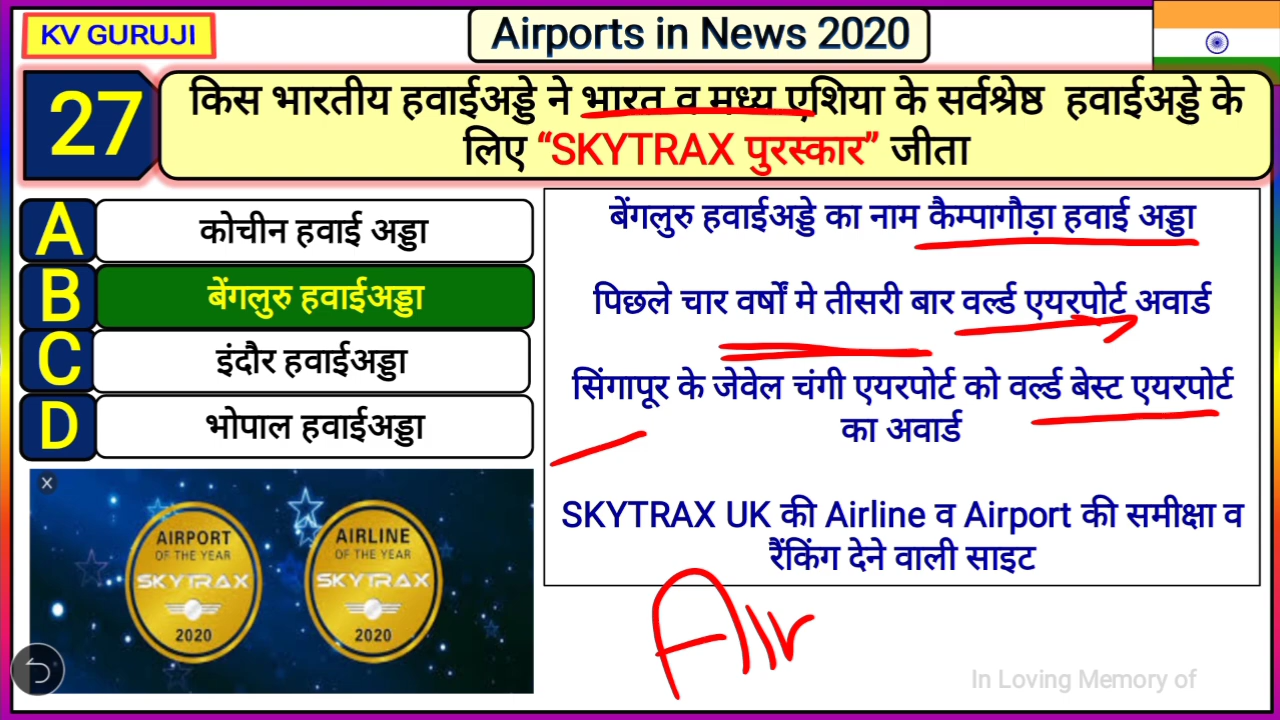 KV GURUJI
Airports in News 2020
27
किस भारतीय हवाईअड्डे ने भारत व मध्य एशिया के सर्वश्रेष्ठ हवाईअड्डे के
लिए “SKYTRAX पुरस्कार” जीता
A कोचीन हवाई अड्डा
B बेंगलुरु हवाईअड्डा
C इंदौर हवाईअड्डा
D भोपाल हवाईअड्डा
बेंगलुरु हवाईअड्डे का नाम कैम्पागौड़ा हवाई अड्डा
पिछले चार वर्षों मे तीसरी बार वर्ल्ड एयरपोर्ट अवार्ड
सिंगापूर के जेवेल चंगी एयरपोर्ट को वर्ल्ड बेस्ट एयरपोर्ट
का अवार्ड
SKYTRAX UK की Airline व Airport की समीक्षा व
रैंकिंग देने वाली साइट
X
AIRPORT
OF THE YEAR
SKYTRAX
2020
AIRLINE
OF THE YEAR
SKYTRAX
2020
Air
In Loving Memory of